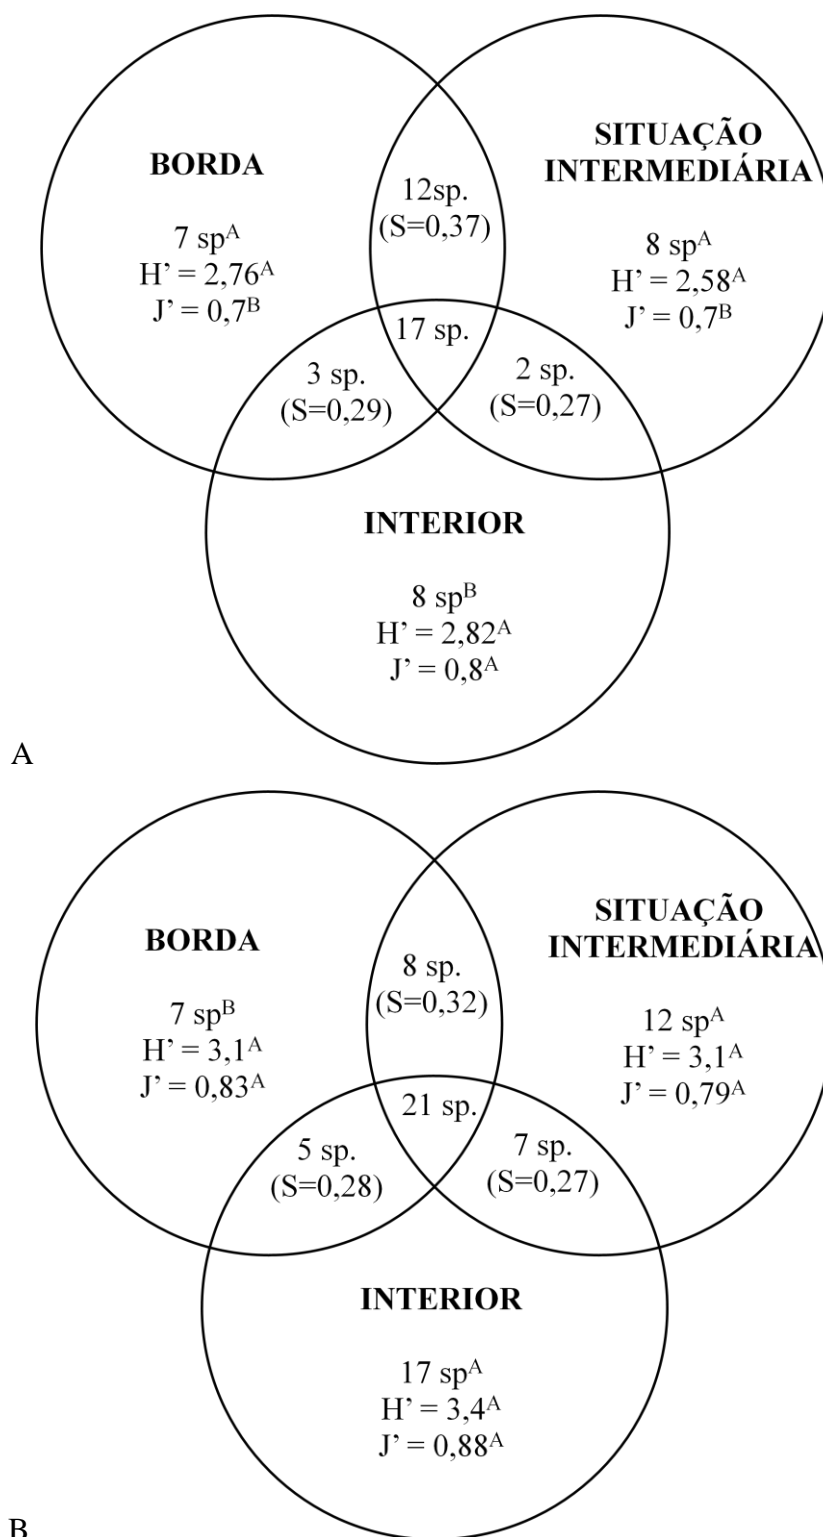 BORDA
7 spᴬ
H’ = 2,76ᴬ
J’ = 0,7ᴮ
12sp.
(S=0,37)
SITUAÇÃO
INTERMEDIÁRIA
8 spᴬ
H’ = 2,58ᴬ
J’ = 0,7ᴮ
17 sp.
3 sp.
(S=0,29)
2 sp.
(S=0,27)
INTERIOR
8 spᴮ
H’ = 2,82ᴬ
J’ = 0,8ᴬ
A
BORDA
7 spᴮ
H’ = 3,1ᴬ
J’ = 0,83ᴬ
8 sp.
(S=0,32)
SITUAÇÃO
INTERMEDIÁRIA
12 spᴬ
H’ = 3,1ᴬ
J’ = 0,79ᴬ
21 sp.
5 sp.
(S=0,28)
7 sp.
(S=0,27)
INTERIOR
17 spᴬ
H’ = 3,4ᴬ
J’ = 0,88ᴬ
B